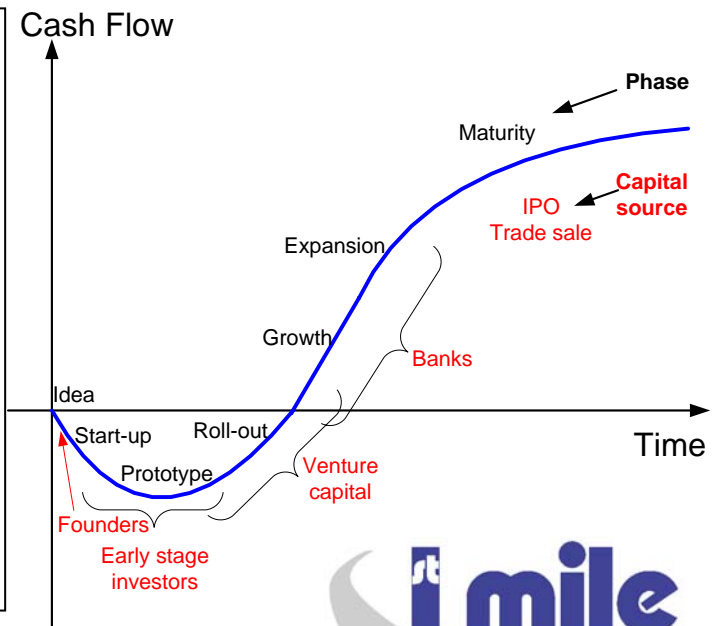 Cash Flow
Phase
Maturity
Capital
source
IPO
Trade sale
Expansion
Growth
Banks
Idea
Start-up
Roll-out
Time
Prototype
Venture
capital
Founders
Early stage
investors
1st mile